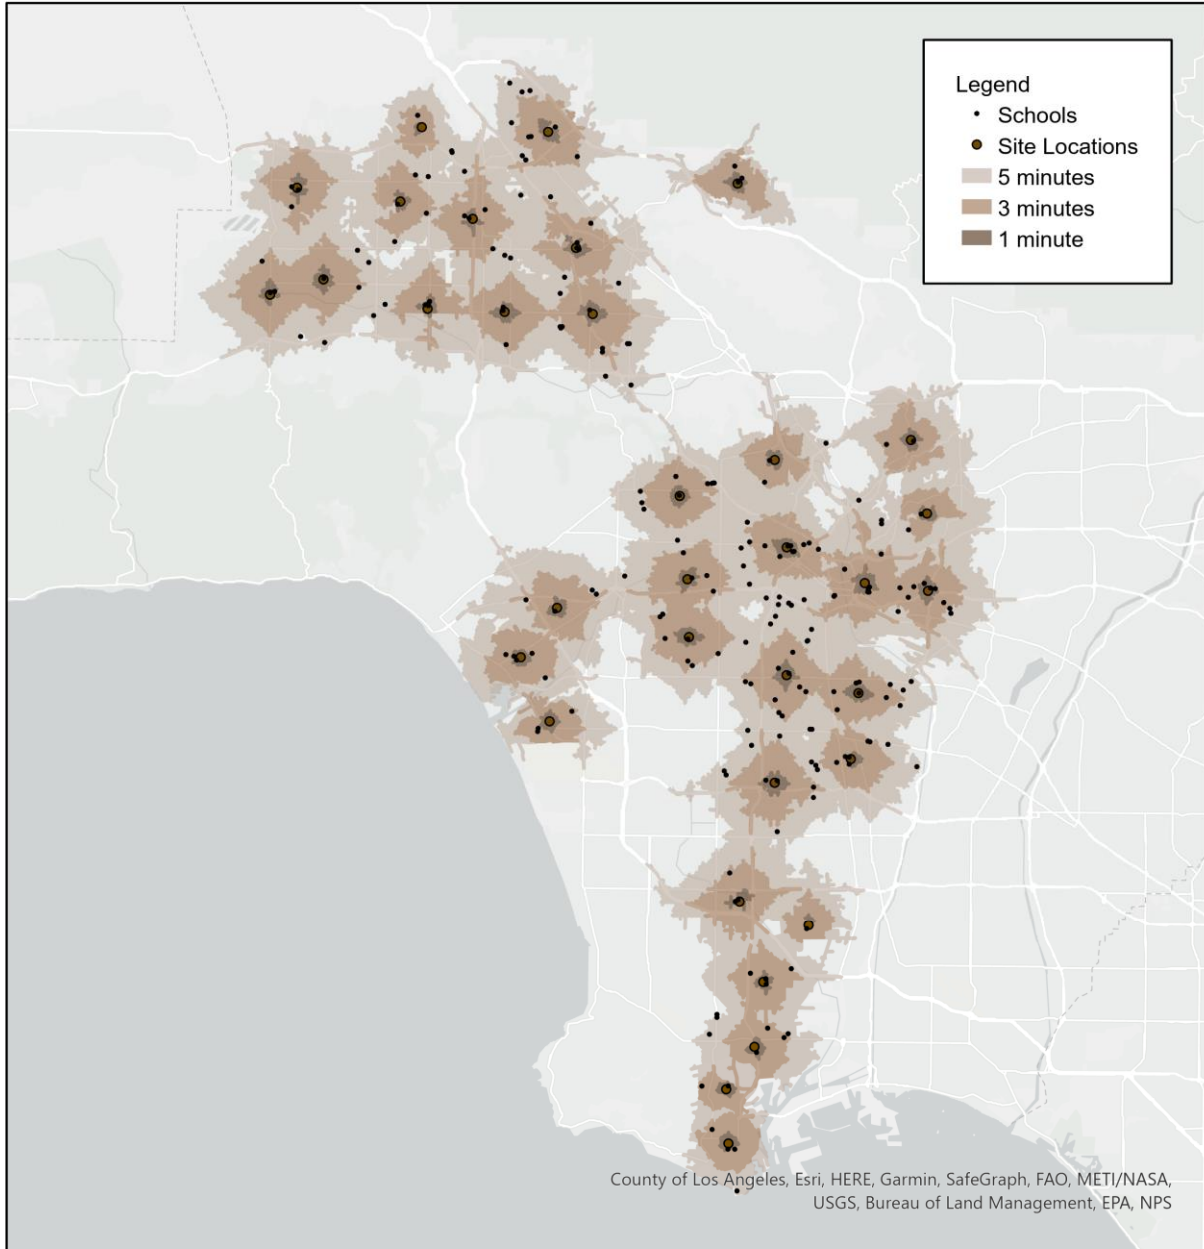 Legend
Schools
Site Locations
5 minutes
3 minutes
1 minute
County of Los Angeles, Esri, HERE, Garmin, SafeGraph, FAO, METI/NASA,
USGS, Bureau of Land Management, EPA, NPS